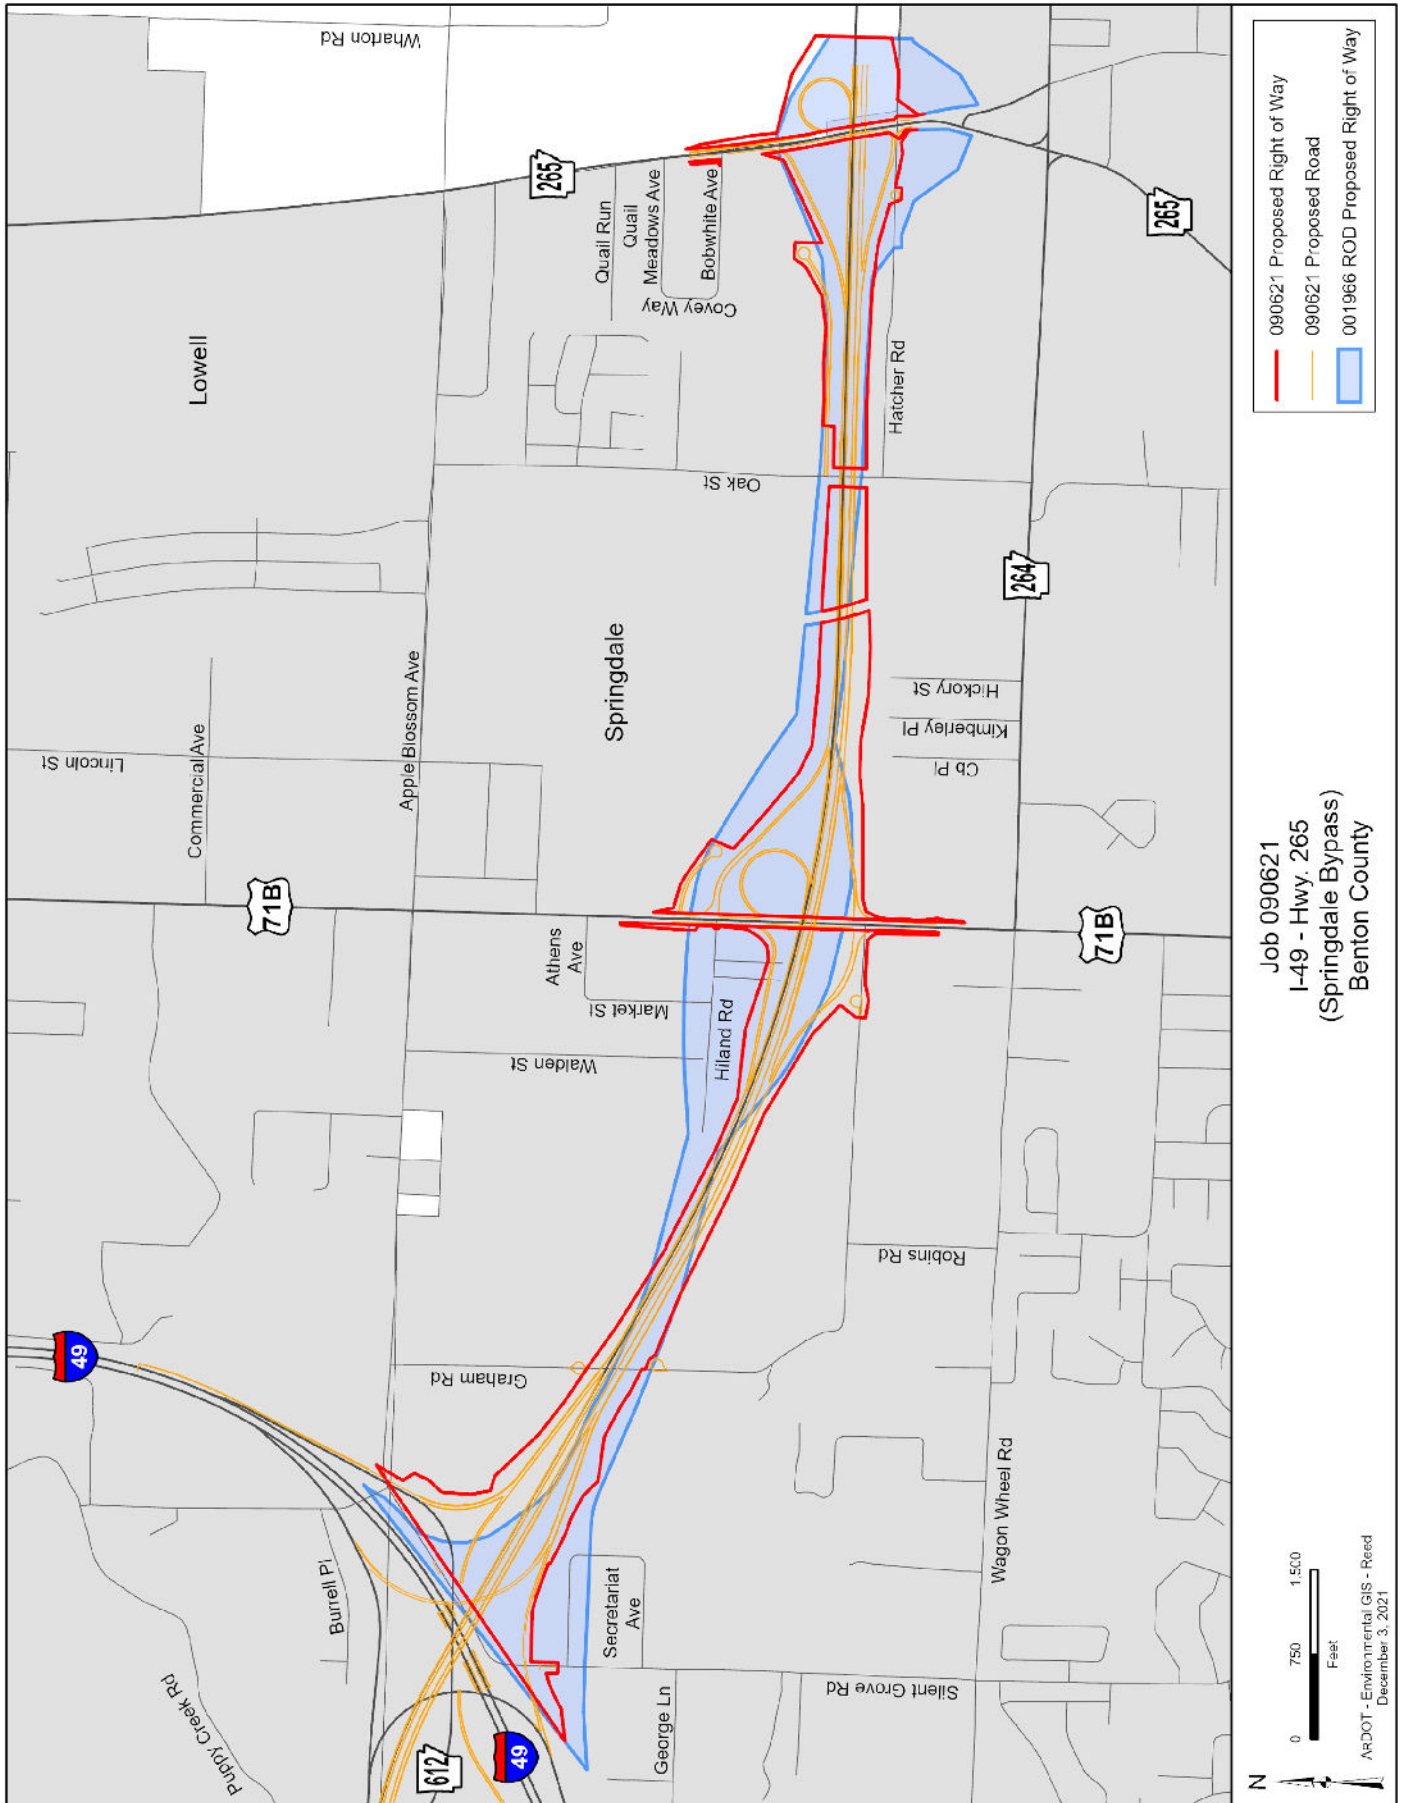 Wharton Rd
265
Quail Run
Quail
Meadows Ave
Bobwhite Ave
Covey Way
265
Lowell
Hatcher Rd
Oak St
264
Springdale
Hickory St
Kimberley Pl
Cb Pl
Lincoln St
Commercial Ave
Apple Blossom Ave
71B
71B
Athens
Ave
Market St
Hiland Rd
Walden St
Robins Rd
49
Graham Rd
Wagon Wheel Rd
Burrell Pl
Secretariat
Ave
Silent Grove Rd
George Ln
Puppy Creek Rd
612
49
090621 Proposed Right of Way
090621 Proposed Road
001966 ROD Proposed Right of Way
Job 090621
I-49 - Hwy. 265
(Springdale Bypass)
Benton County
N
0 750 1,500
Feet
ARDOT - Environmental GIS - Reed
December 3, 2021